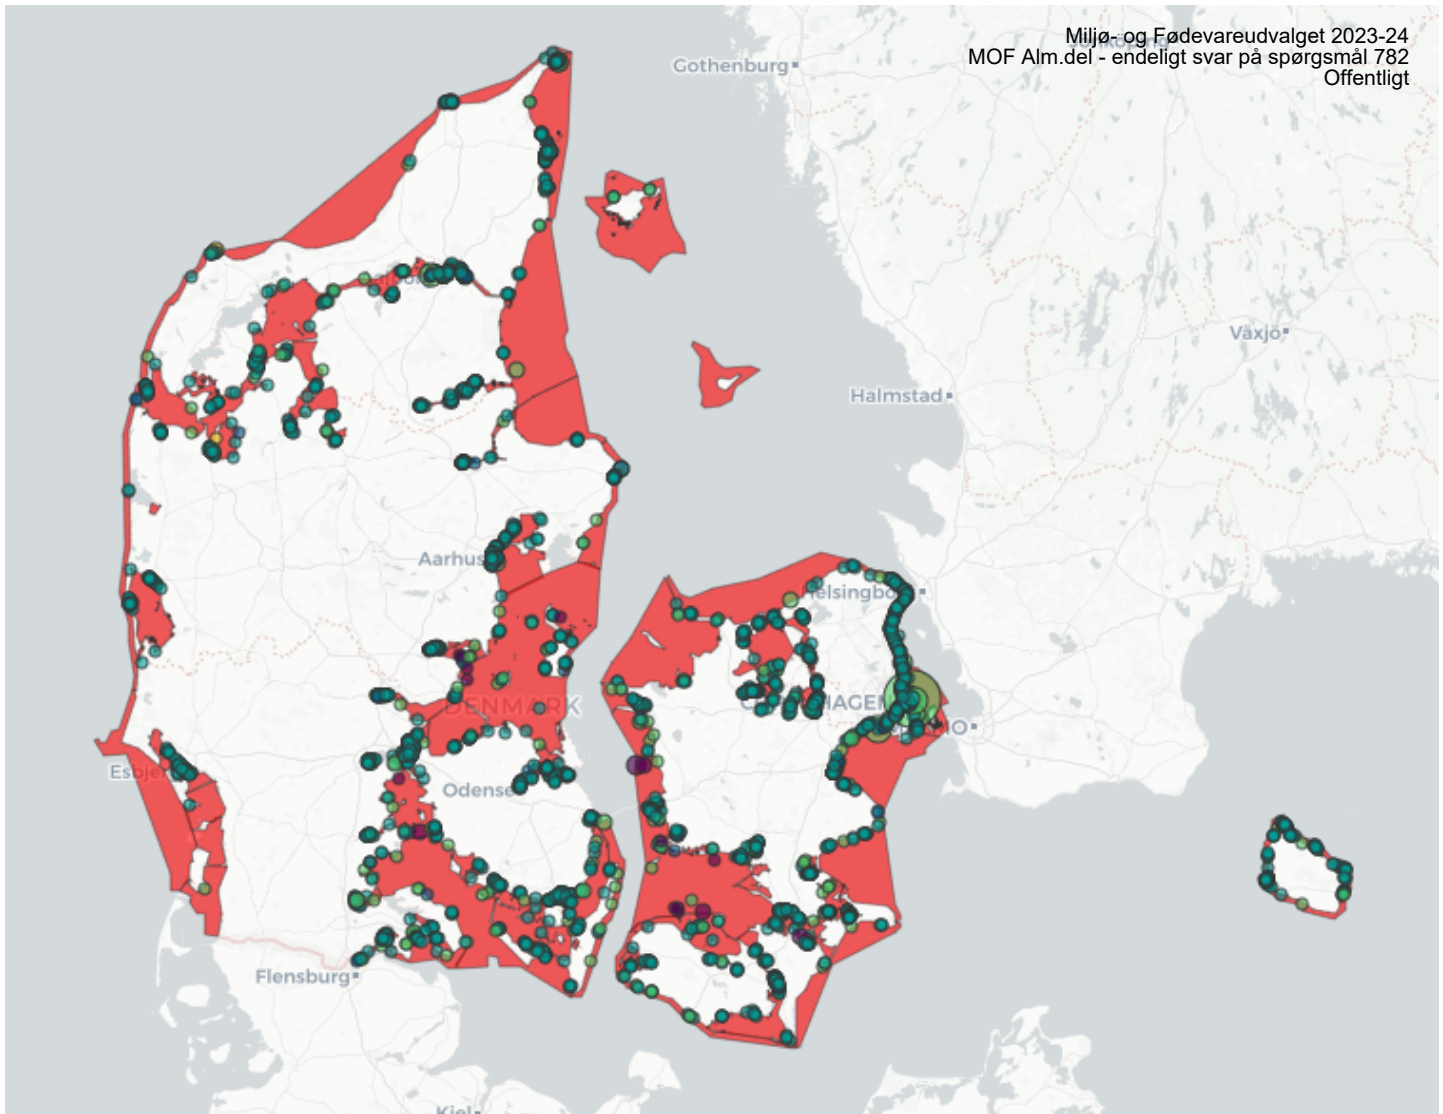 Miljø- og Fødevareudvalget 2023-24
MOF Alm.del - endeligt svar på spørgsmål 782
Offentligt
Gothenburg
Växjö
Halmstad
Aarhus
DENMARK
Odense
Flensburg
Kiel